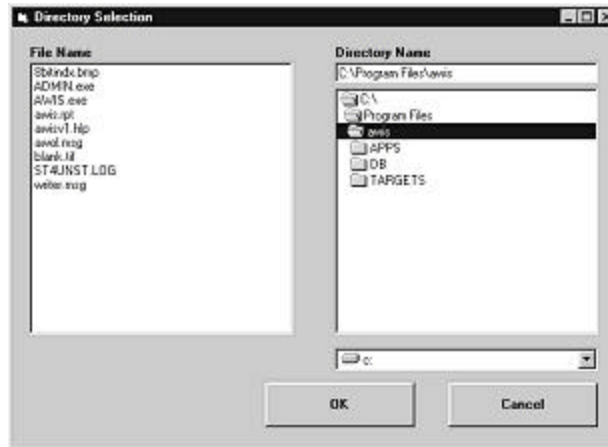 Directory Selection
File Name
8bitindx.bmp
ADMIN.exe
AWIS.exe
awis.rpt
awisv1.hlp
awol.msg
blank.til
ST4UNST.LOG
writer.msg
Directory Name
C:\Program Files\awis
C:\
Program Files
awis
APPS
DB
TARGETS
c:
OK
Cancel